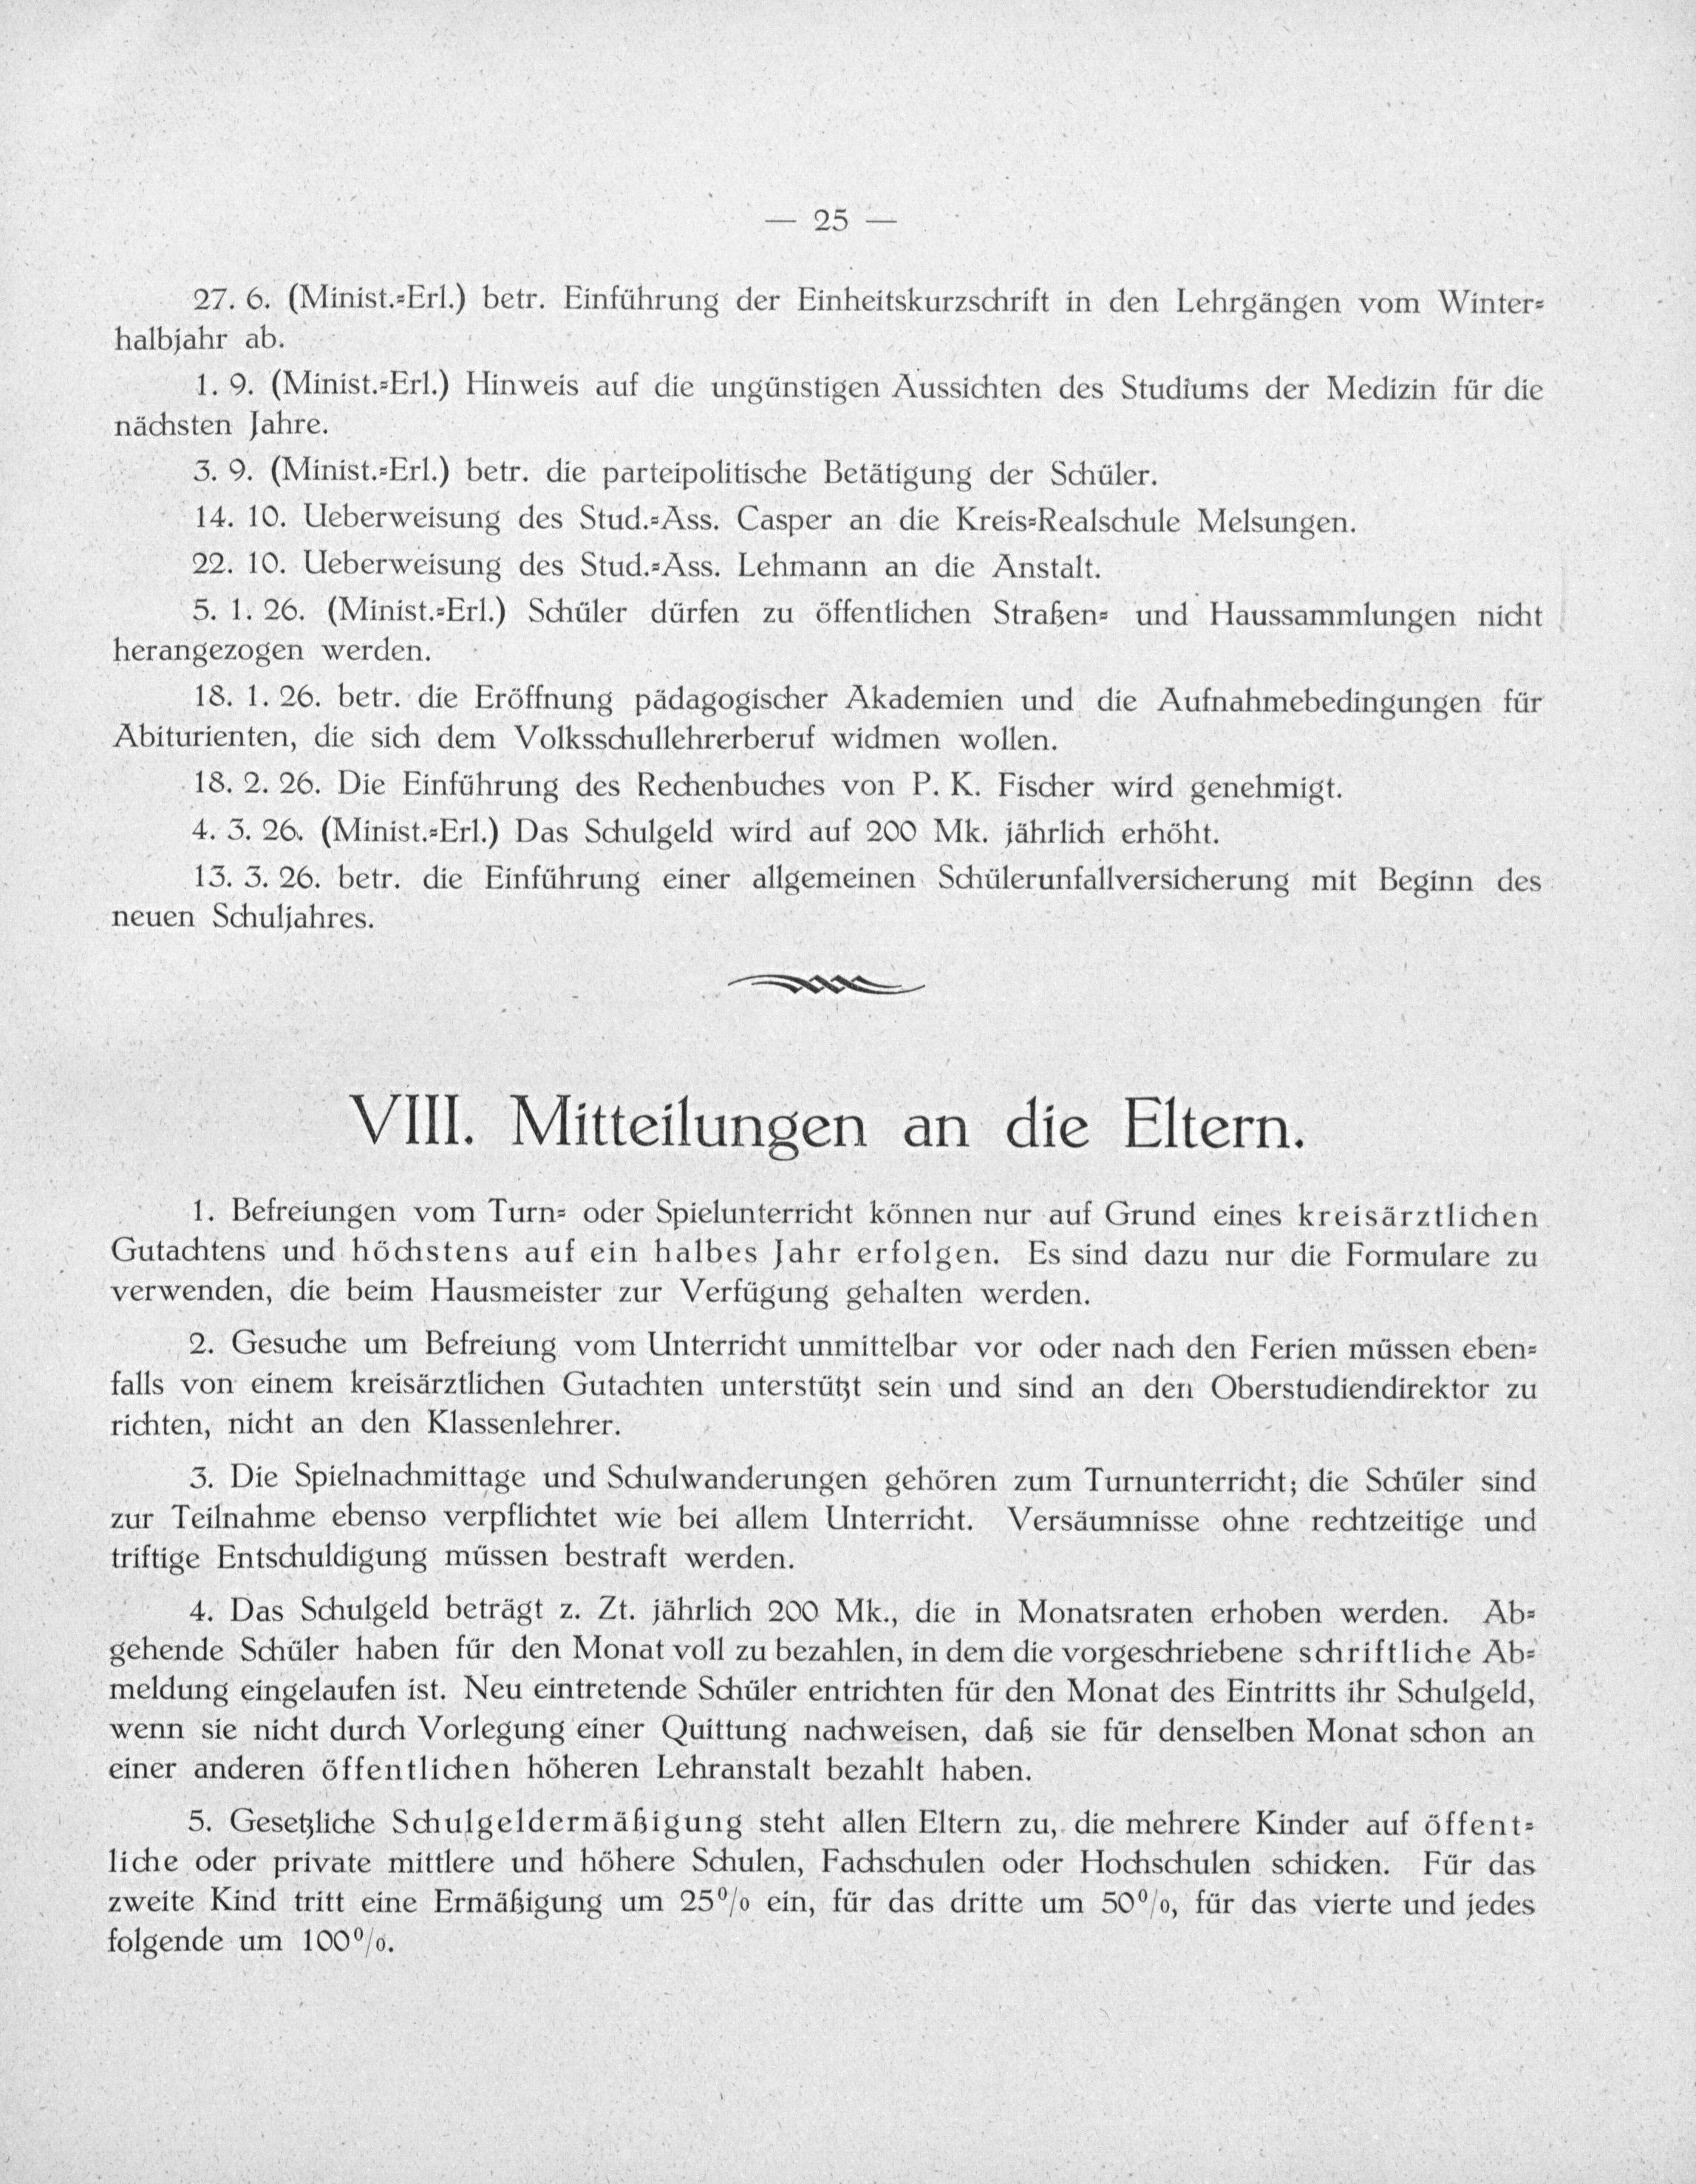 — 25 —
27. 6. (Minist.=Erl.) betr. Einführung der Einheitskurzschrift in den Lehrgängen vom Winter=
halbjahr ab.
1. 9. (Minist.=Erl.) Hinweis auf die ungünstigen Aussichten des Studiums der Medizin für die
nächsten Jahre.
3. 9. (Minist.=Erl.) betr. die parteipolitische Betätigung der Schüler.
14. 10. Ueberweisung des Stud.=Ass. Casper an die Kreis=Realschule Melsungen.
22. 10. Ueberweisung des Stud.=Ass. Lehmann an die Anstalt.
5. 1. 26. (Minist.=Erl.) Schüler dürfen zu öffentlichen Straßen= und Haussammlungen nicht
herangezogen werden.
18. 1. 26. betr. die Eröffnung pädagogischer Akademien und die Aufnahmebedingungen für
Abiturienten, die sich dem Volksschullehrerberuf widmen wollen.
18. 2. 26. Die Einführung des Rechenbuches von P. K. Fischer wird genehmigt.
4. 3. 26. (Minist.=Erl.) Das Schulgeld wird auf 200 Mk. jährlich erhöht.
13. 3. 26. betr. die Einführung einer allgemeinen Schülerunfallversicherung mit Beginn des
neuen Schuljahres.
VIII. Mitteilungen an die Eltern.
1. Befreiungen vom Turn= oder Spielunterricht können nur auf Grund eines kreisärztlichen
Gutachtens und höchstens auf ein halbes Jahr erfolgen. Es sind dazu nur die Formulare zu
verwenden, die beim Hausmeister zur Verfügung gehalten werden.
2. Gesuche um Befreiung vom Unterricht unmittelbar vor oder nach den Ferien müssen eben=
falls von einem kreisärztlichen Gutachten unterstützt sein und sind an den Oberstudiendirektor zu
richten, nicht an den Klassenlehrer.
3. Die Spielnachmittage und Schulwanderungen gehören zum Turnunterricht; die Schüler sind
zur Teilnahme ebenso verpflichtet wie bei allem Unterricht. Versäumnisse ohne rechtzeitige und
triftige Entschuldigung müssen bestraft werden.
4. Das Schulgeld beträgt z. Zt. jährlich 200 Mk., die in Monatsraten erhoben werden. Ab=
gehende Schüler haben für den Monat voll zu bezahlen, in dem die vorgeschriebene schriftliche Ab=
meldung eingelaufen ist. Neu eintretende Schüler entrichten für den Monat des Eintritts ihr Schulgeld,
wenn sie nicht durch Vorlegung einer Quittung nachweisen, daß sie für denselben Monat schon an
einer anderen öffentlichen höheren Lehranstalt bezahlt haben.
5. Gesetzliche Schulgeldermäßigung steht allen Eltern zu, die mehrere Kinder auf öffent=
liche oder private mittlere und höhere Schulen, Fachschulen oder Hochschulen schicken. Für das
zweite Kind tritt eine Ermäßigung um 25% ein, für das dritte um 50%, für das vierte und jedes
folgende um 100%.